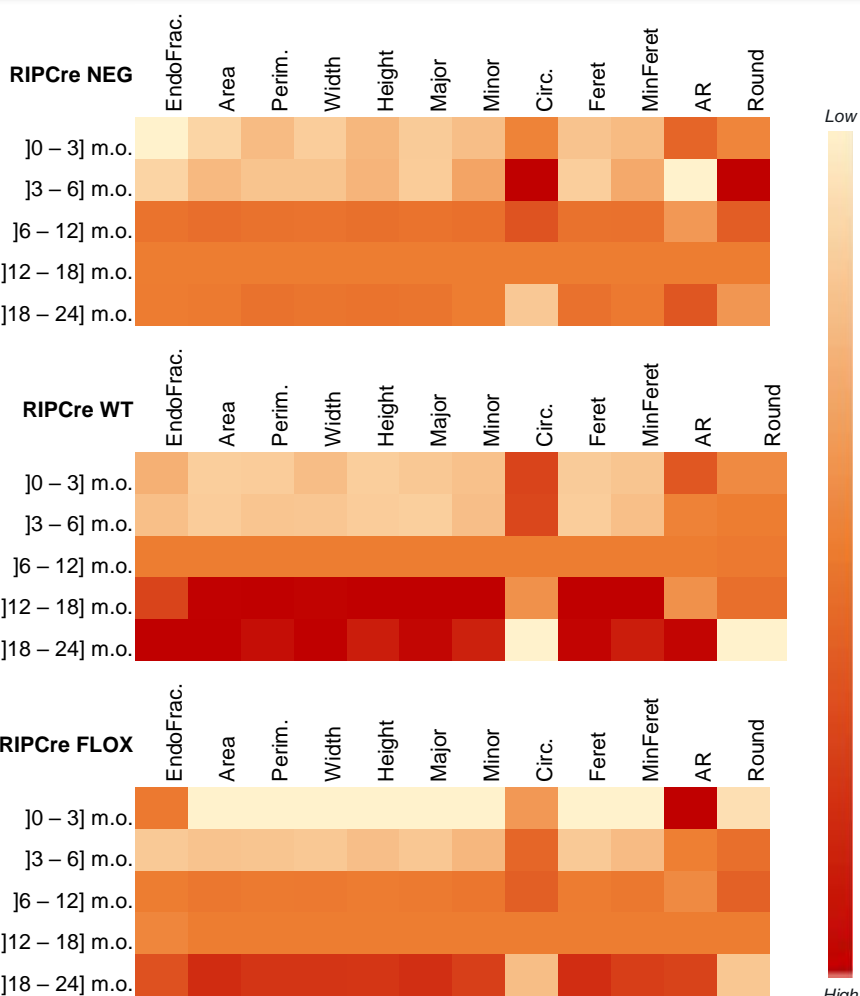 RIPCre NEG EndoFrac. Area Perim. Width Height Major Minor Circ. Feret MinFeret AR Round
Low
]0 – 3] m.o.
]3 – 6] m.o.
]6 – 12] m.o.
]12 – 18] m.o.
]18 – 24] m.o.
RIPCre WT EndoFrac. Area Perim. Width Height Major Minor Circ. Feret MinFeret AR Round
]0 – 3] m.o.
]3 – 6] m.o.
]6 – 12] m.o.
]12 – 18] m.o.
]18 – 24] m.o.
RIPCre FLOX EndoFrac. Area Perim. Width Height Major Minor Circ. Feret MinFeret AR Round
]0 – 3] m.o.
]3 – 6] m.o.
]6 – 12] m.o.
]12 – 18] m.o.
]18 – 24] m.o.
High